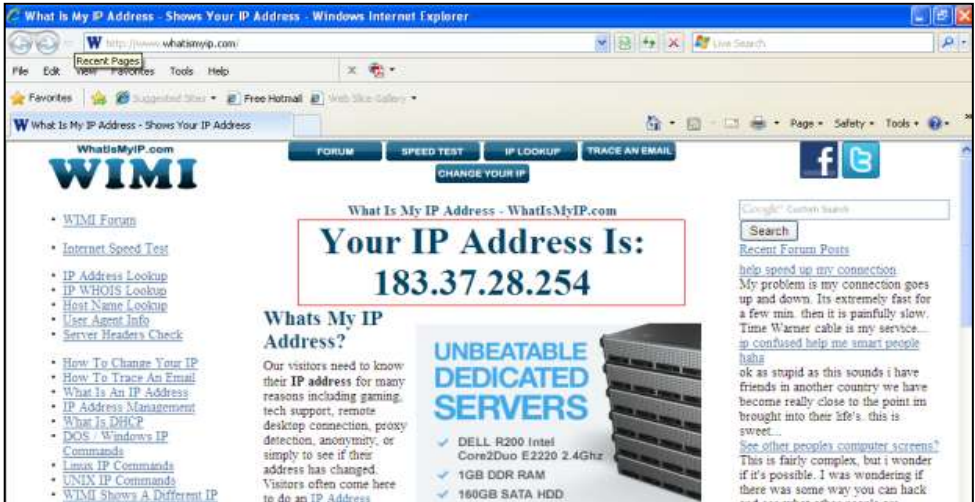 What Is My IP Address - Shows Your IP Address - Windows Internet Explorer
http://www.whatismyip.com/
Live Search
Recent Pages
File Edit View Favorites Tools Help
Favorites Suggested Sites Free Hotmail Web Slice Gallery
What Is My IP Address - Shows Your IP Address
Page Safety Tools
WhatIsMyIP.com
WIMI
FORUM SPEED TEST IP LOOKUP TRACE AN EMAIL
CHANGE YOUR IP
WIMI Forum
Internet Speed Test
IP Address Lookup
IP WHOIS Lookup
Host Name Lookup
User Agent Info
Server Headers Check
How To Change Your IP
How To Trace An Email
What Is An IP Address
IP Address Management
What Is DHCP
DOS / Windows IP
Commands
Linux IP Commands
UNIX IP Commands
WIMI Shows A Different IP
What Is My IP Address - WhatIsMyIP.com
Your IP Address Is:
183.37.28.254
Whats My IP
Address?
Our visitors need to know
their IP address for many
reasons including gaming,
tech support, remote
desktop connection, proxy
detection, anonymity, or
simply to see if their
address has changed.
Visitors often come here
to do an IP Address
UNBEATABLE
DEDICATED
SERVERS
DELL R200 Intel
Core2Duo E2220 2.4Ghz
1GB DDR RAM
160GB SATA HDD
Google Custom Search
Search
Recent Forum Posts
help speed up my connection
My problem is my connection goes
up and down. Its extremely fast for
a few min. then it is painfully slow.
Time Warner cable is my service....
ip confused help me smart people
haha
ok as stupid as this sounds i have
friends in another country we have
become really close to the point im
brought into their life's. this is
sweet....
See other peoples computer screens?
This is fairly complex, but i wonder
if it's possible. I was wondering if
there was some way you can hack